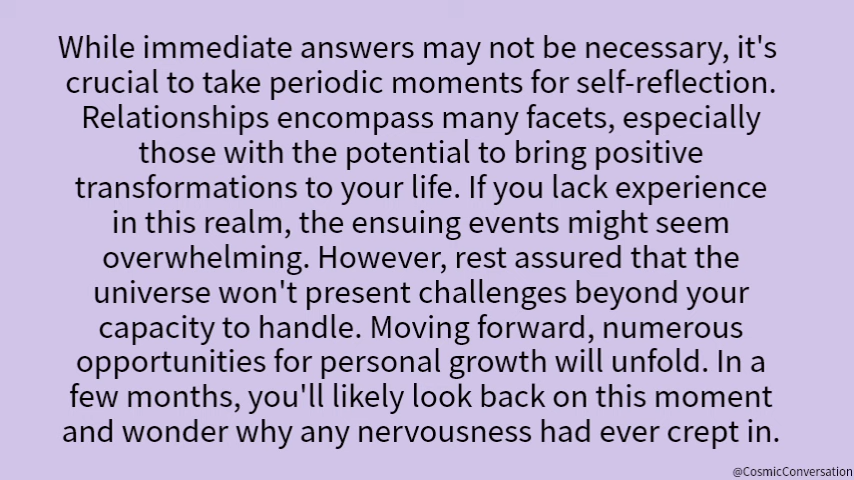 While immediate answers may not be necessary, it's
crucial to take periodic moments for self-reflection.
Relationships encompass many facets, especially
those with the potential to bring positive
transformations to your life. If you lack experience
in this realm, the ensuing events might seem
overwhelming. However, rest assured that the
universe won't present challenges beyond your
capacity to handle. Moving forward, numerous
opportunities for personal growth will unfold. In a
few months, you'll likely look back on this moment
and wonder why any nervousness had ever crept in.
@CosmicConversation